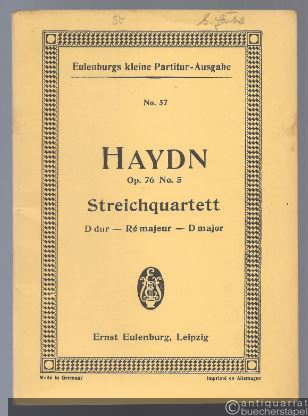 50
Eulenburgs kleine Partitur-Ausgabe
No. 57
HAYDN
Op. 76 No. 5
Streichquartett
D dur — Ré majeur — D major
Ernst Eulenburg, Leipzig
Made in Germany
Imprimé en Allemagne
antiquariat
buecherstapel